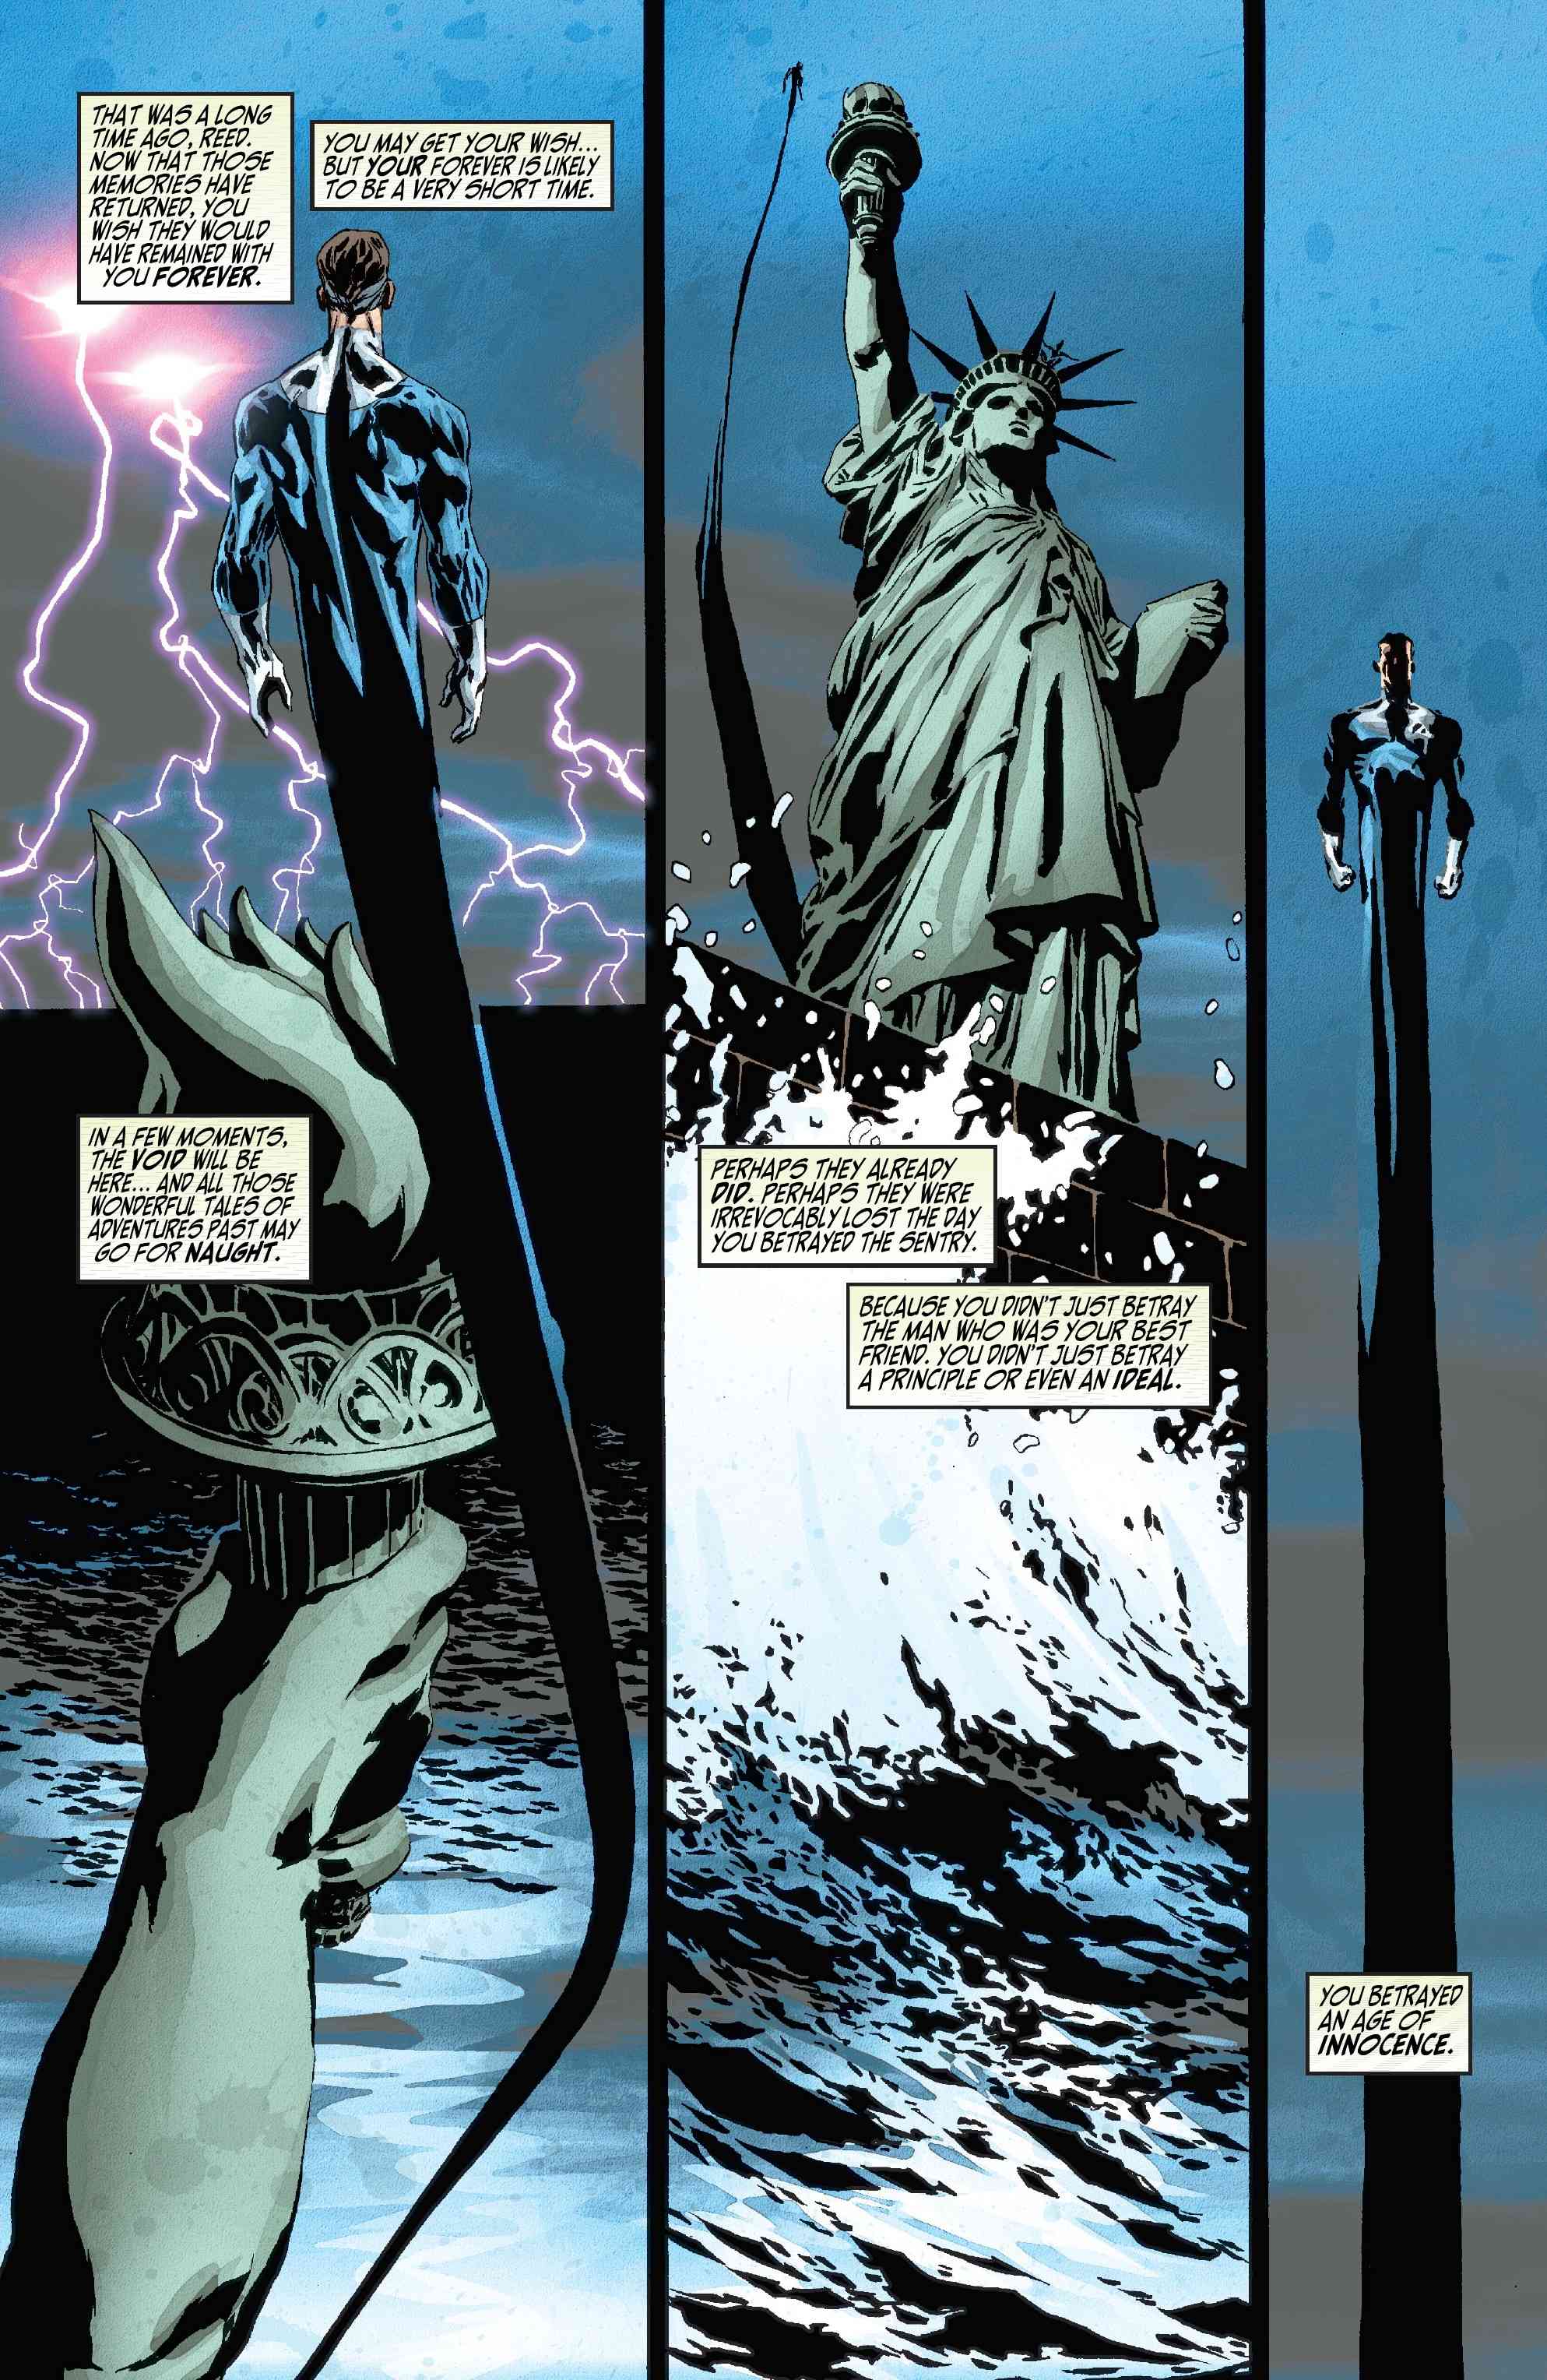 THAT WAS A LONG
TIME AGO, REED.
NOW THAT THOSE
MEMORIES HAVE
RETURNED, YOU
WISH THEY WOULD
HAVE REMAINED WITH
YOU FOREVER.
YOU MAY GET YOUR WISH...
BUT YOUR FOREVER IS LIKELY
TO BE A VERY SHORT TIME.
IN A FEW MOMENTS,
THE VOID WILL BE
HERE... AND ALL THOSE
WONDERFUL TALES OF
ADVENTURES PAST MAY
GO FOR NAUGHT.
PERHAPS THEY ALREADY
DID. PERHAPS THEY WERE
IRREVOCABLY LOST THE DAY
YOU BETRAYED THE SENTRY.
BECAUSE YOU DIDN'T JUST BETRAY
THE MAN WHO WAS YOUR BEST
FRIEND. YOU DIDN'T JUST BETRAY
A PRINCIPLE OR EVEN AN IDEAL.
YOU BETRAYED
AN AGE OF
INNOCENCE.